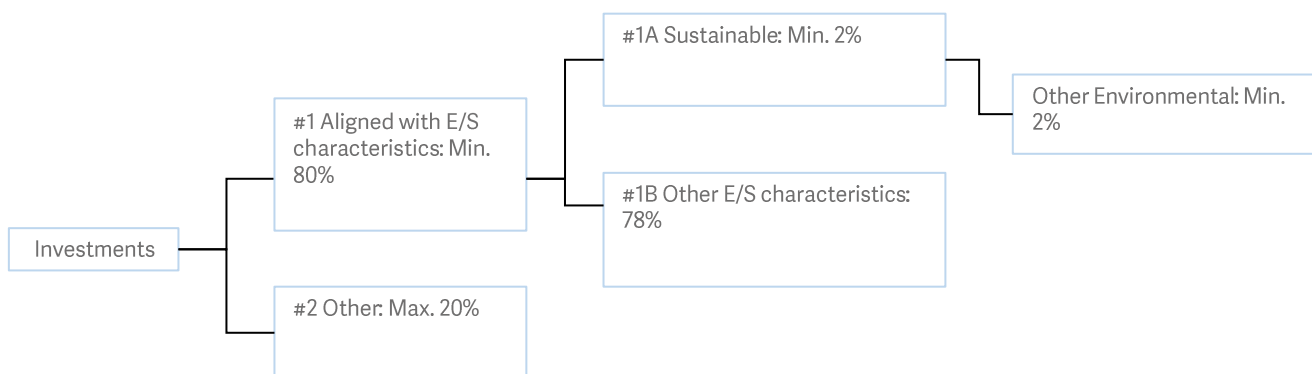 #1A Sustainable: Min. 2%
Other Environmental: Min.
2%
#1 Aligned with E/S
characteristics: Min.
80%
#1B Other E/S characteristics:
78%
Investments
#2 Other: Max. 20%